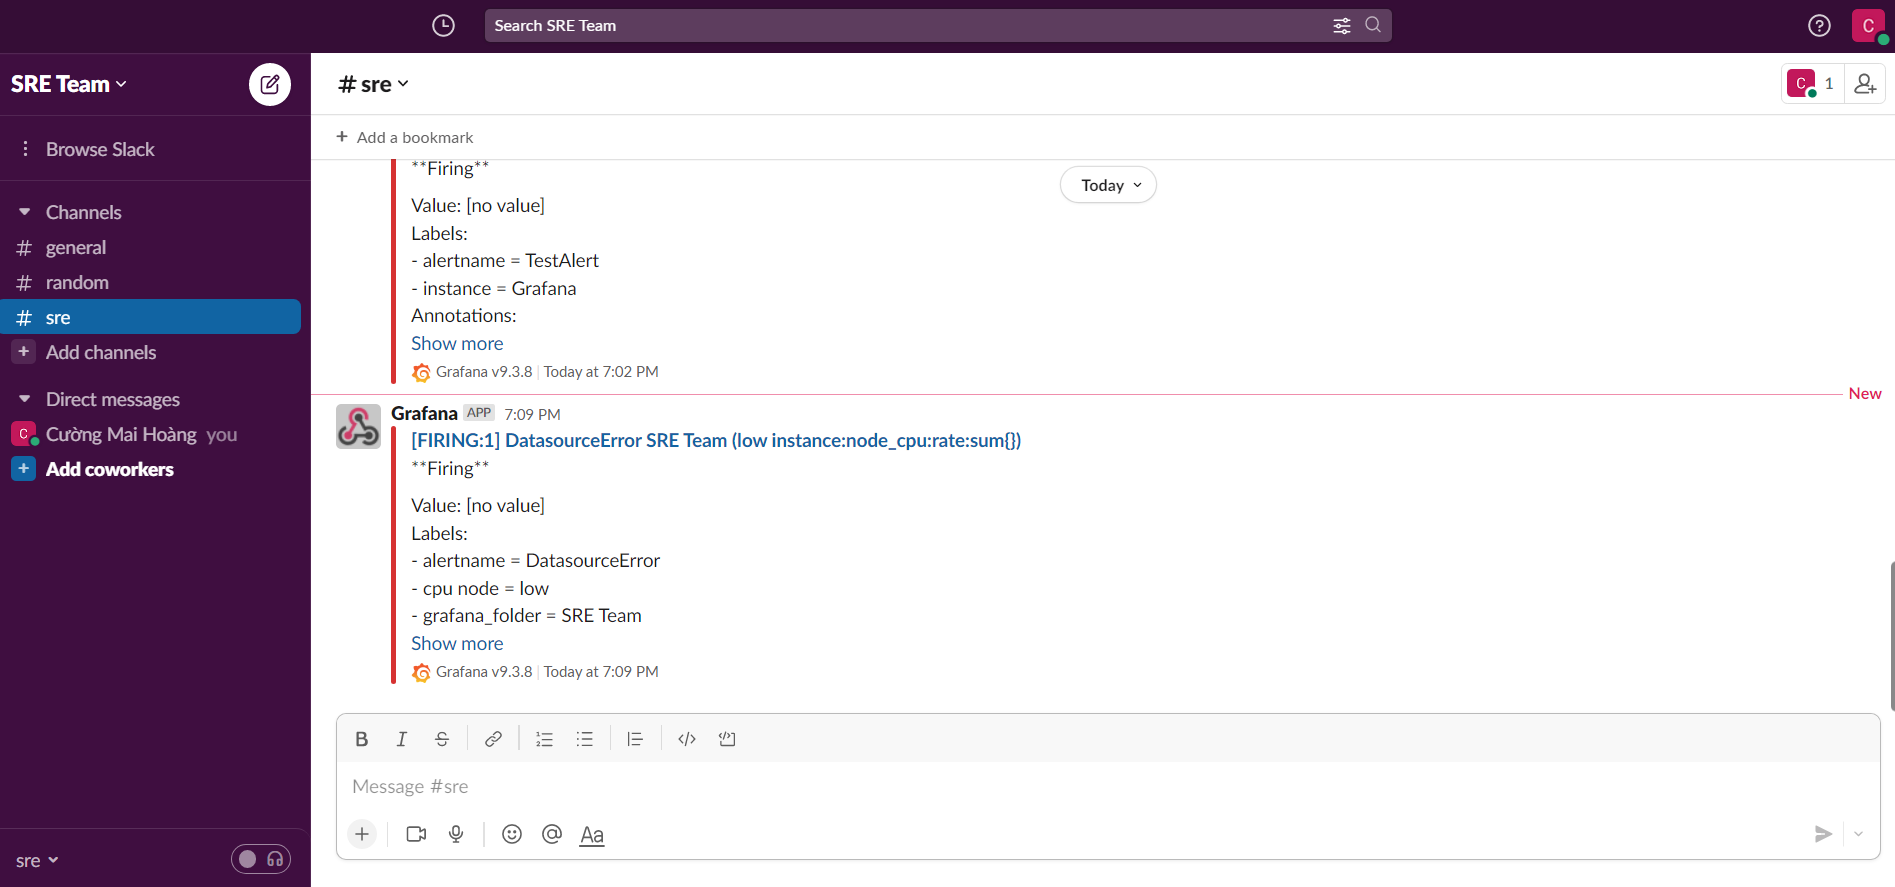 Search SRE Team
C
SRE Team
Browse Slack
Channels
# general
# random
# sre
+ Add channels
Direct messages
C Cường Mai Hoàng you
+ Add coworkers
sre
# sre
C 1
+ Add a bookmark
Today
**Firing**
Value: [no value]
Labels:
- alertname = TestAlert
- instance = Grafana
Annotations:
Show more
Grafana v9.3.8 | Today at 7:02 PM
New
Grafana APP 7:09 PM
[FIRING:1] DatasourceError SRE Team (low instance:node_cpu:rate:sum{})
**Firing**
Value: [no value]
Labels:
- alertname = DatasourceError
- cpu node = low
- grafana_folder = SRE Team
Show more
Grafana v9.3.8 | Today at 7:09 PM
B I S
Message #sre
+ @ Aa